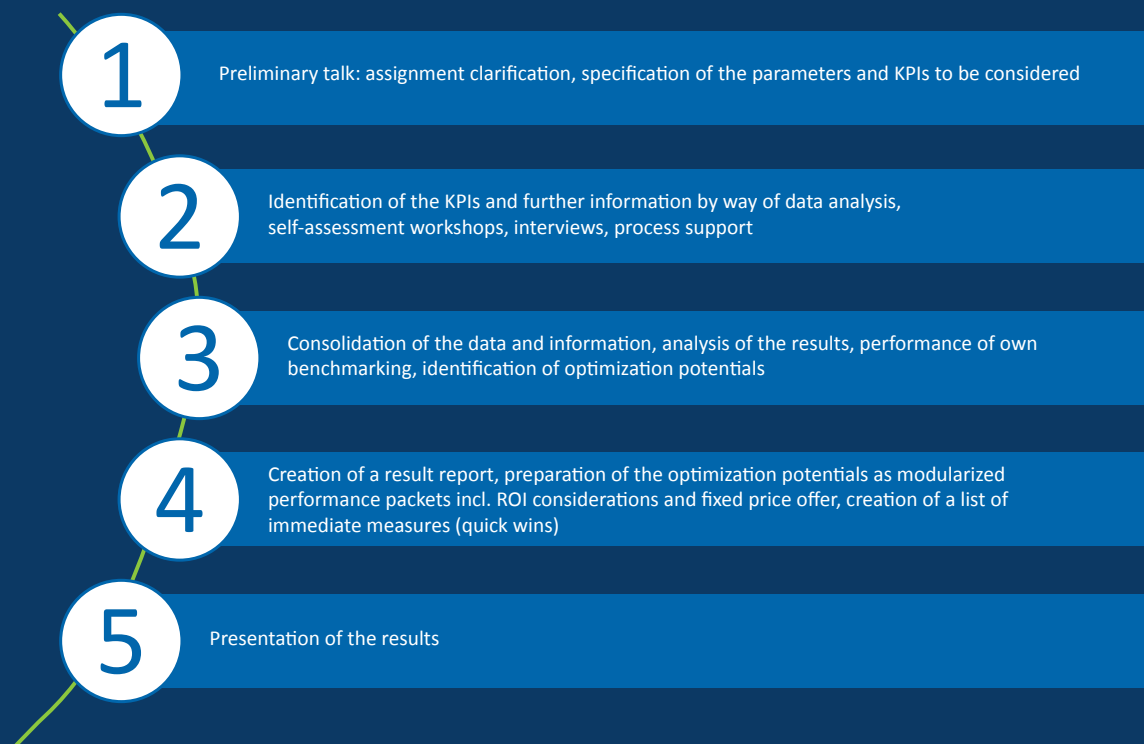 1
Preliminary talk: assignment clarification, specification of the parameters and KPIs to be considered
2
Identification of the KPIs and further information by way of data analysis,
self-assessment workshops, interviews, process support
3
Consolidation of the data and information, analysis of the results, performance of own
benchmarking, identification of optimization potentials
4
Creation of a result report, preparation of the optimization potentials as modularized
performance packets incl. ROI considerations and fixed price offer, creation of a list of
immediate measures (quick wins)
5
Presentation of the results